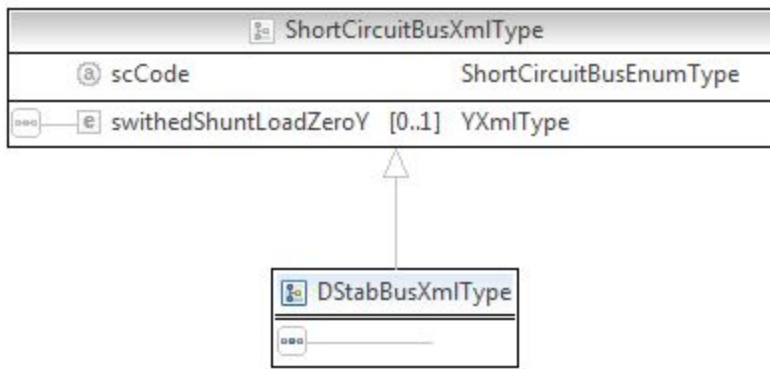 ShortCircuitBusXmlType
a scCode ShortCircuitBusEnumType
e swithedShuntLoadZeroY [0..1] YXmlType
DStabBusXmlType